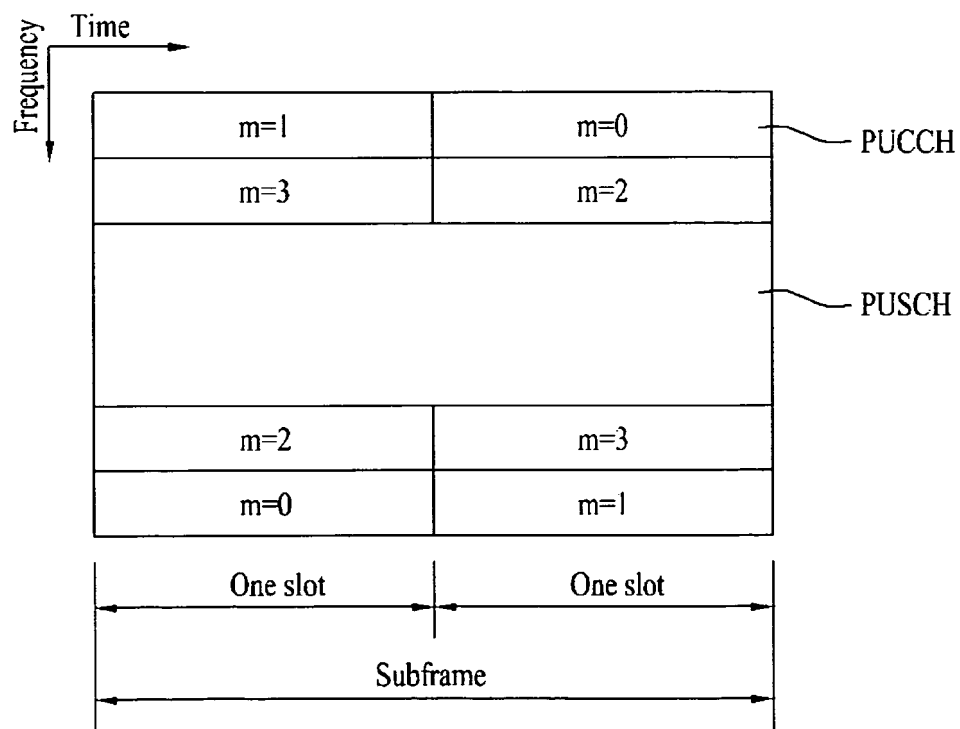 Time
Frequency
m=1 m=0
PUCCH
m=3 m=2
PUSCH
m=2 m=3
m=0 m=1
One slot One slot
Subframe